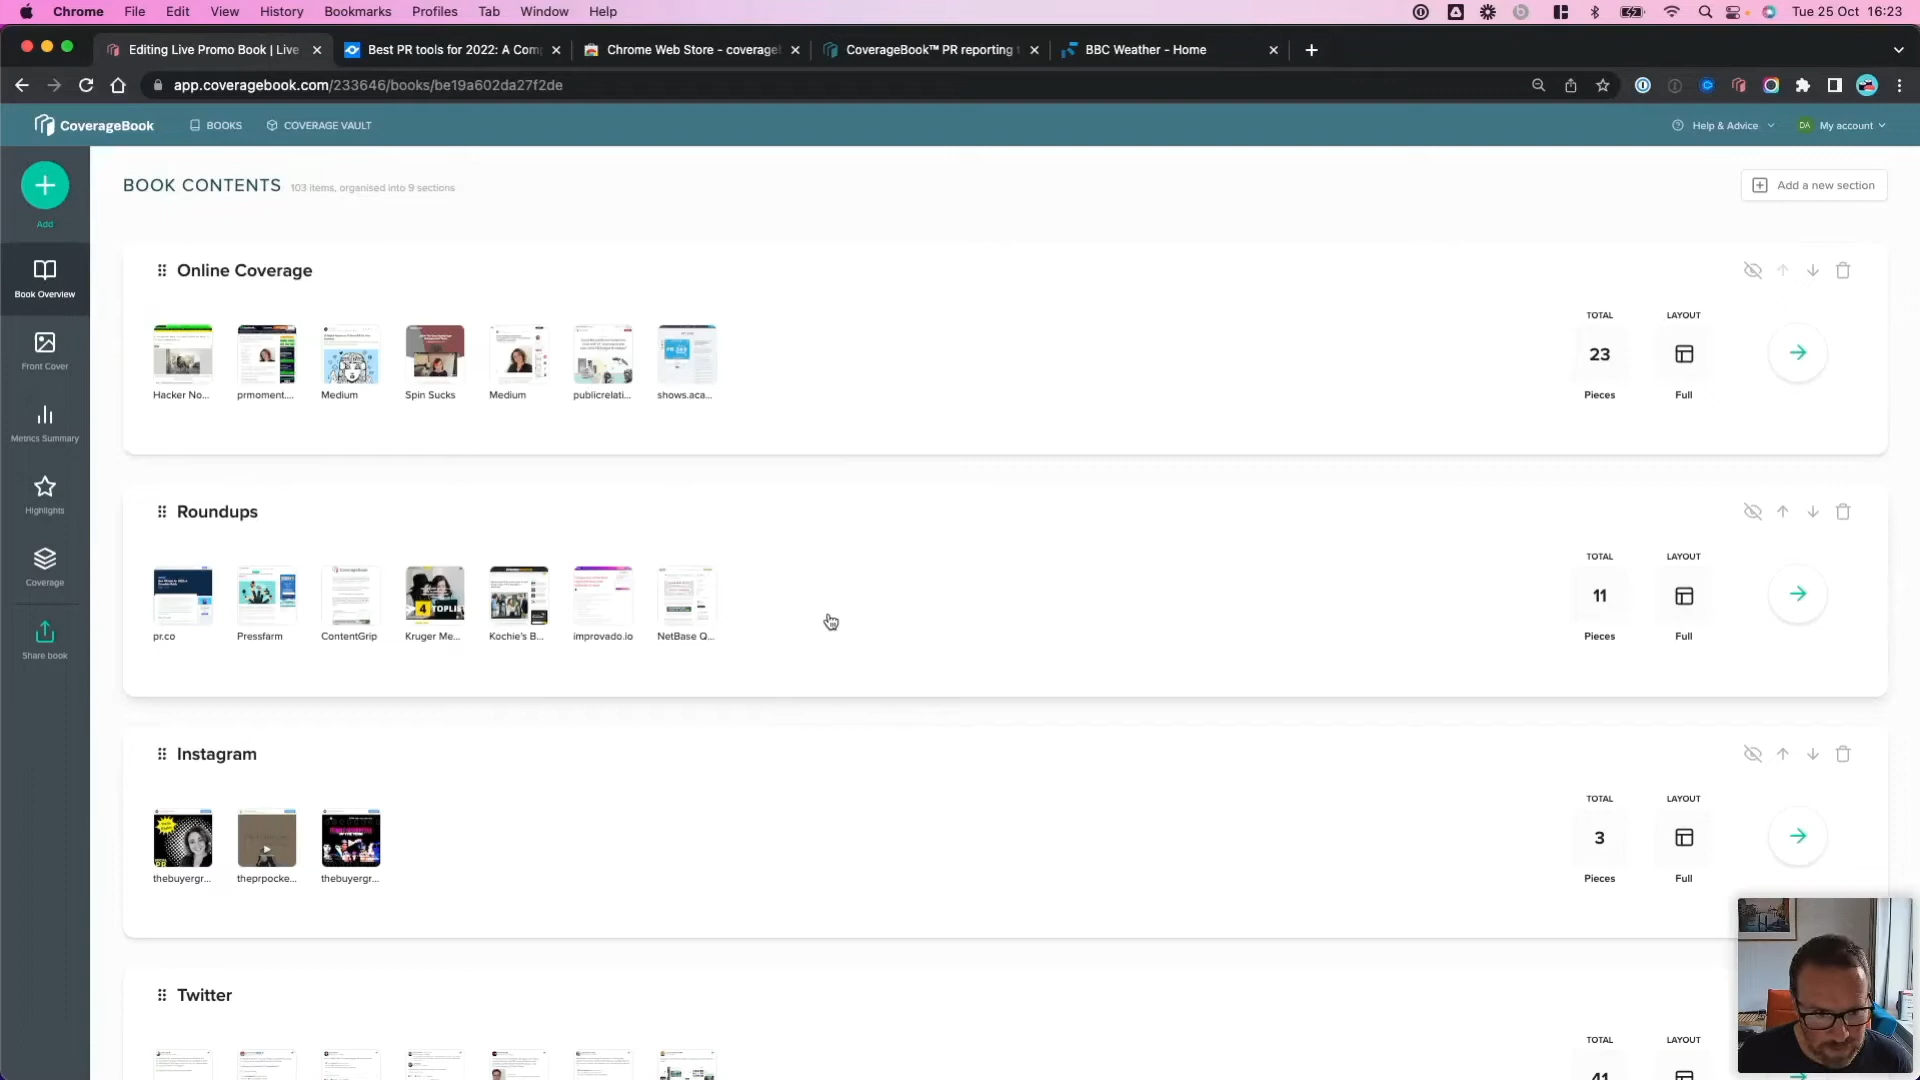 Chrome File Edit View History Bookmarks Profiles Tab Window Help Tue 25 Oct 16:23
Editing Live Promo Book | Live
Best PR tools for 2022: A Com
Chrome Web Store - coverage
CoverageBook™ PR reporting
BBC Weather - Home
app.coveragebook.com/233646/books/be19a602da27f2de
CoverageBook BOOKS COVERAGE VAULT Help & Advice DA My account
Add
Book Overview
Front Cover
Metrics Summary
Highlights
Coverage
Share book
BOOK CONTENTS 103 items, organised into 9 sections
Add a new section
Online Coverage
TOTAL LAYOUT
23
Hacker No... prmoment.... Medium Spin Sucks Medium publicrelati... shows.aca... Pieces Full
Roundups
TOTAL LAYOUT
11
4 TOPLIS
pr.co Pressfarm ContentGrip Kruger Me... Kochie's B... improvado.io NetBase Q... Pieces Full
Instagram
TOTAL LAYOUT
3
thebuyergr... theprpocke... thebuyergr... Pieces Full
Twitter
TOTAL LAYOUT
41